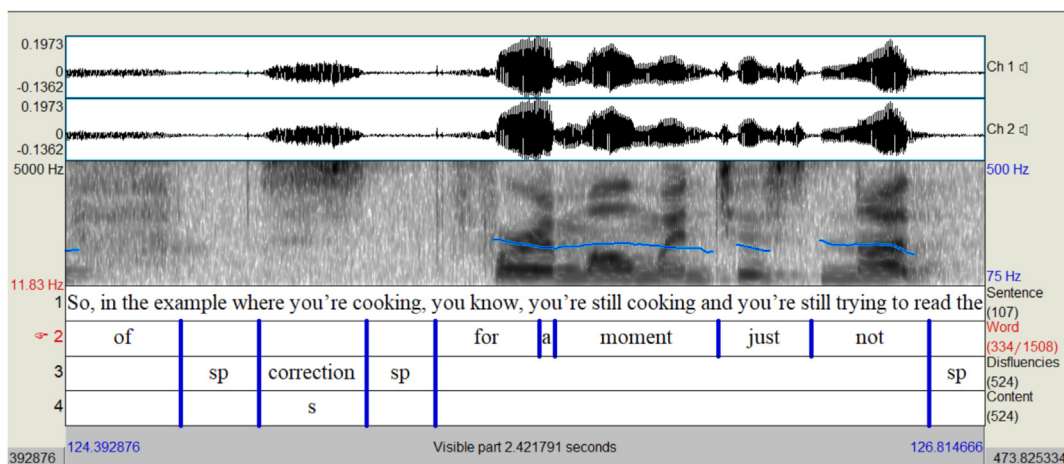 0.1973
0
-0.1362
Ch 1
0.1973
0
-0.1362
Ch 2
5000 Hz
500 Hz
11.83 Hz
75 Hz
1 So, in the example where you’re cooking, you know, you’re still cooking and you’re still trying to read the
Sentence
(107)
2 of for a moment just not
Word
(334/1508)
3 sp correction sp sp
Disfluencies
(524)
4 s
Content
(524)
124.392876 Visible part 2.421791 seconds 126.814666
392876 473.825334